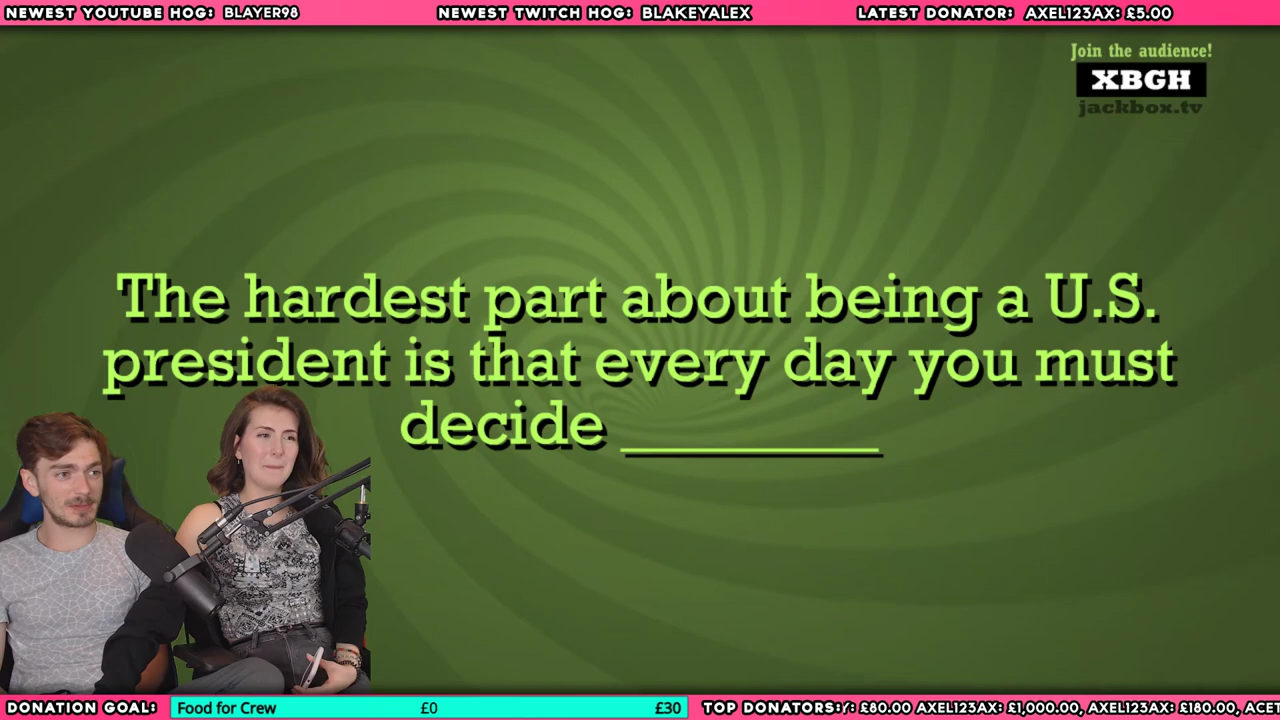 NEWEST YOUTUBE HOG: BLAYER98 NEWEST TWITCH HOG: BLAKEYALEX LATEST DONATOR: AXEL123AX: £5.00
Join the audience!
XBGH
jackbox.tv
The hardest part about being a U.S.
president is that every day you must
decide ________
DONATION GOAL: Food for Crew £0 £30 TOP DONATORS: £80.00 AXEL123AX: £1,000.00, AXEL123AX: £180.00, ACET